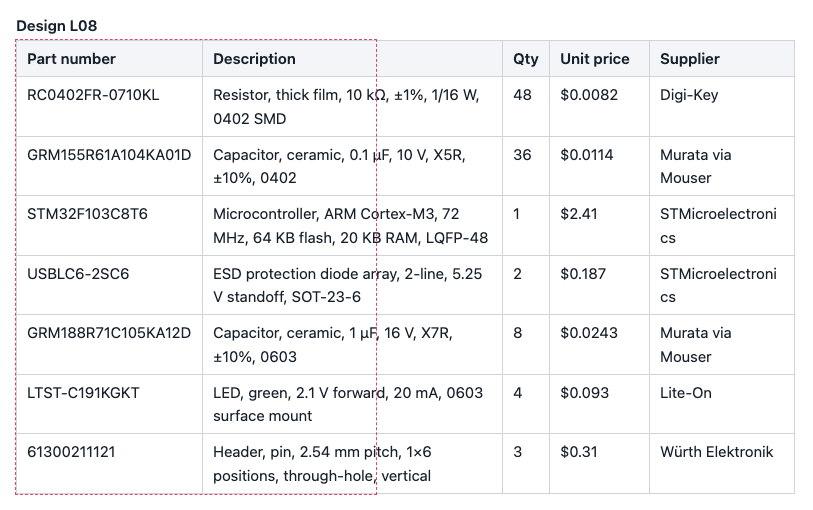 Design L08
Part number Description Qty Unit price Supplier
RC0402FR-0710KL Resistor, thick film, 10 kΩ, ±1%, 1/16 W, 48 $0.0082 Digi-Key
0402 SMD
GRM155R61A104KA01D Capacitor, ceramic, 0.1 µF, 10 V, X5R, 36 $0.0114 Murata via
±10%, 0402 Mouser
STM32F103C8T6 Microcontroller, ARM Cortex-M3, 72 1 $2.41 STMicroelectroni
MHz, 64 KB flash, 20 KB RAM, LQFP-48 cs
USBLC6-2SC6 ESD protection diode array, 2-line, 5.25 2 $0.187 STMicroelectroni
V standoff, SOT-23-6 cs
GRM188R71C105KA12D Capacitor, ceramic, 1 µF, 16 V, X7R, 8 $0.0243 Murata via
±10%, 0603 Mouser
LTST-C191KGKT LED, green, 2.1 V forward, 20 mA, 0603 4 $0.093 Lite-On
surface mount
61300211121 Header, pin, 2.54 mm pitch, 1×6 3 $0.31 Würth Elektronik
positions, through-hole, vertical